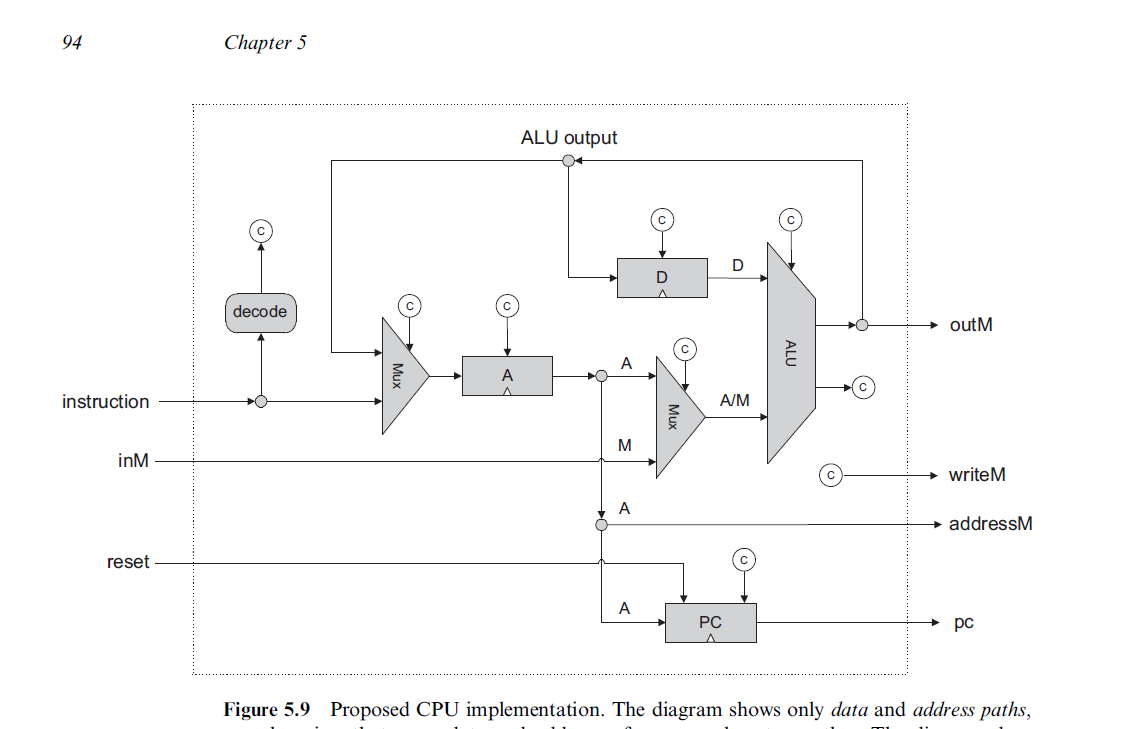 94 Chapter 5
ALU output
C
C
C
D
D
decode
C
C
outM
ALU
C
A
Mux
A
Mux
A/M
C
instruction
M
inM
C
writeM
A
addressM
reset
C
A
PC
pc
Figure 5.9 Proposed CPU implementation. The diagram shows only data and address paths,